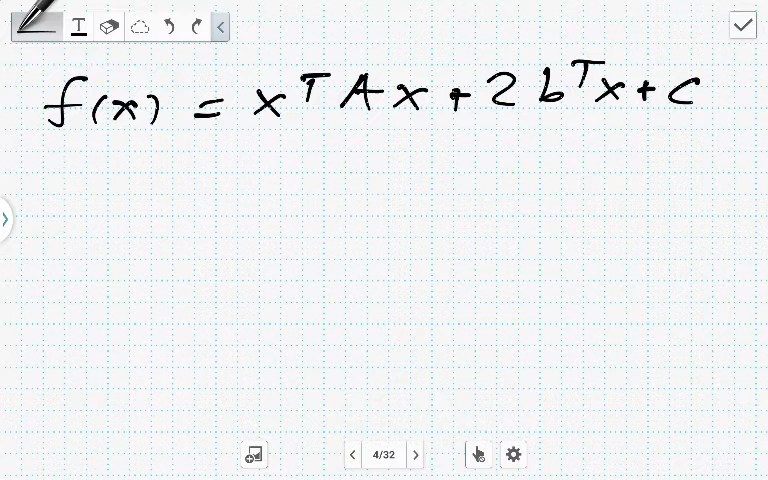 T
f(x) = xᵀAx + 2bᵀx + c
4/32